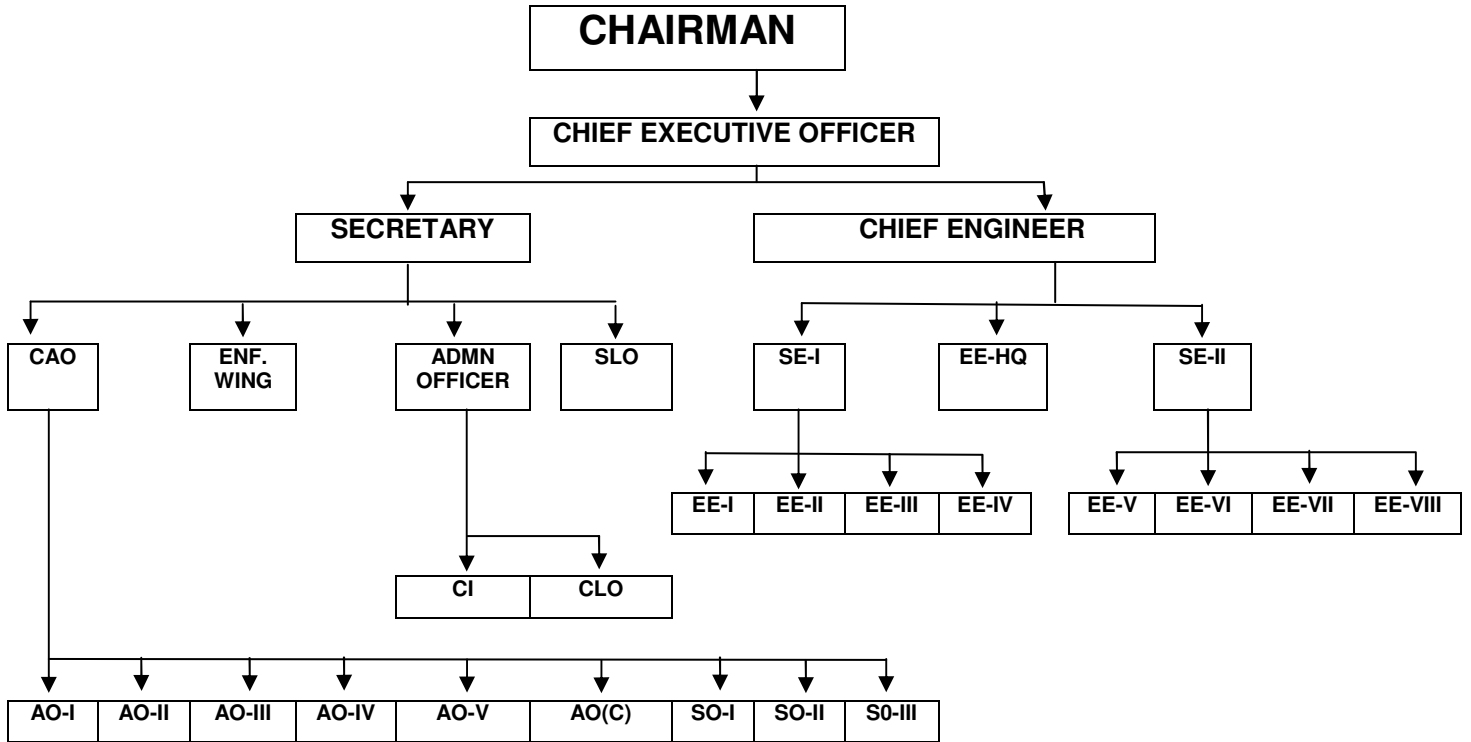 CHAIRMAN
CHIEF EXECUTIVE OFFICER
SECRETARY
CHIEF ENGINEER
CAO
ENF.
WING
ADMN
OFFICER
SLO
SE-I
EE-HQ
SE-II
EE-I
EE-II
EE-III
EE-IV
EE-V
EE-VI
EE-VII
EE-VIII
CI
CLO
AO-I
AO-II
AO-III
AO-IV
AO-V
AO(C)
SO-I
SO-II
S0-III